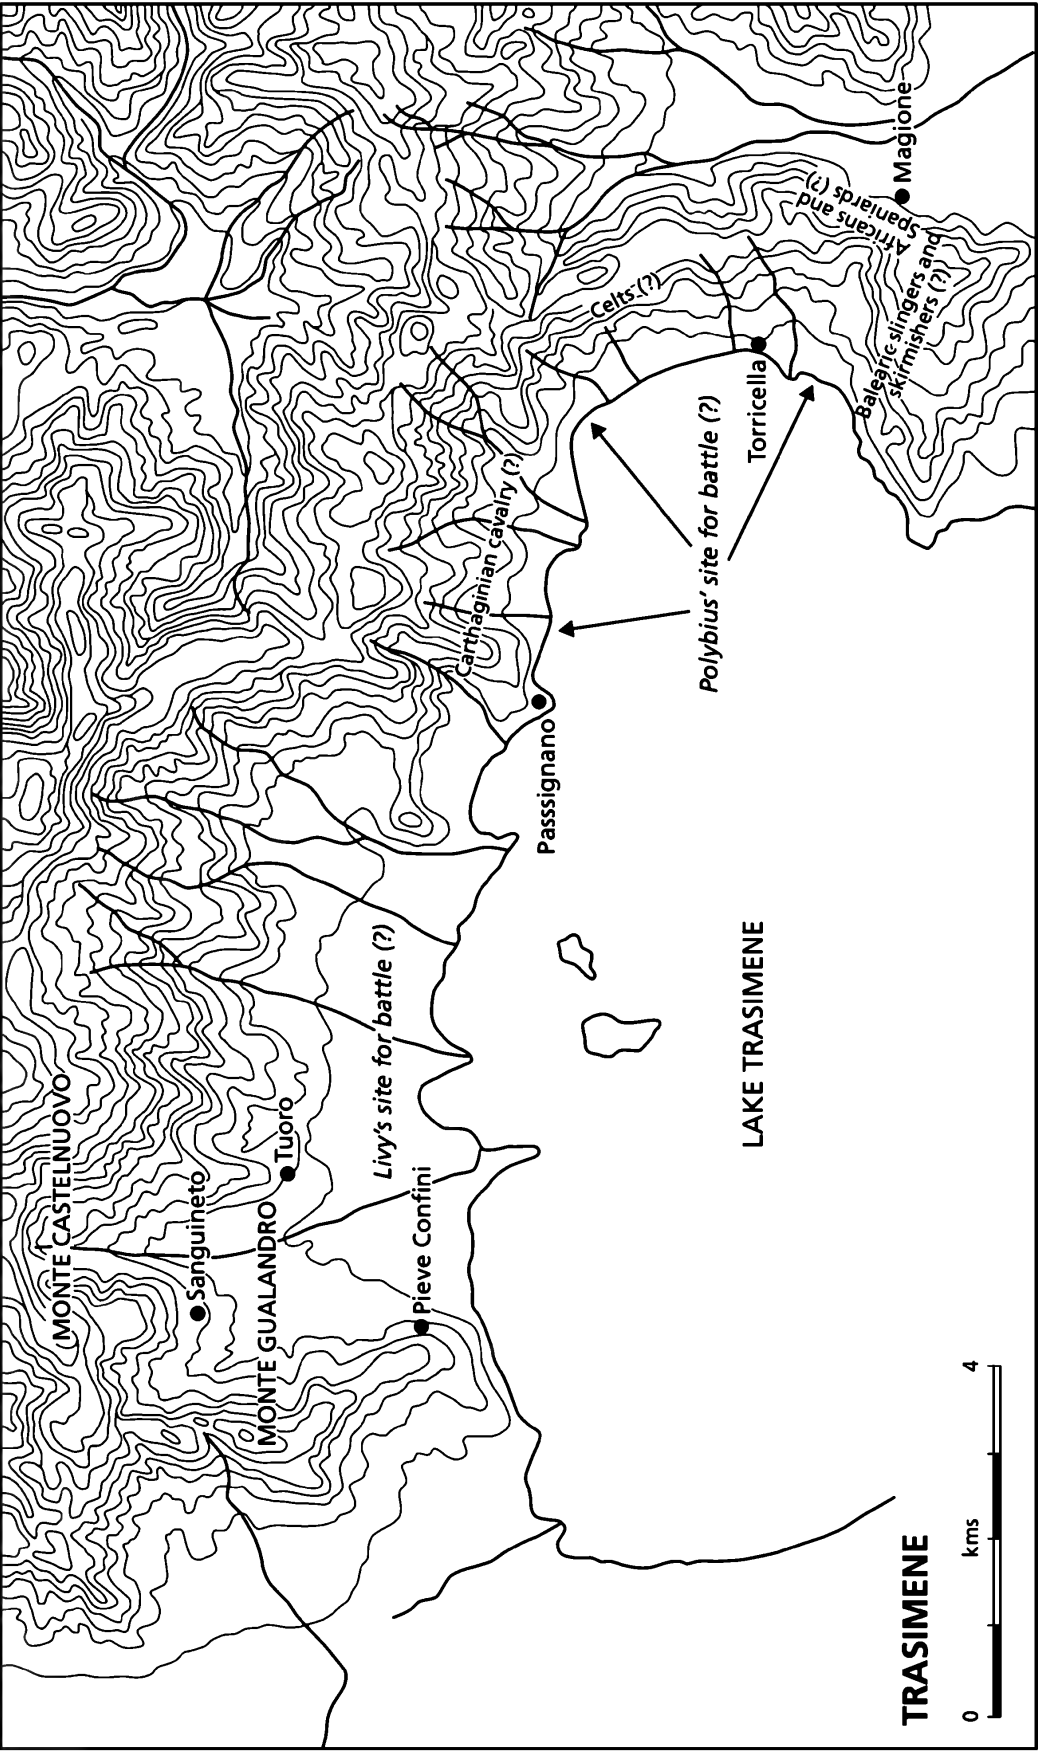 MONTE CASTELNUOVO
Sanguineto
MONTE GUALANDRO
Tuoro
Livy's site for battle (?)
Pieve Confini
Carthaginian cavalry (?)
Passsignano
Celts (?)
Polybius' site for battle (?)
Torricella
Africans and
Spaniards (?)
Magione
Balearic slingers and
skirmishers (?)
LAKE TRASIMENE
TRASIMENE
0 kms 4